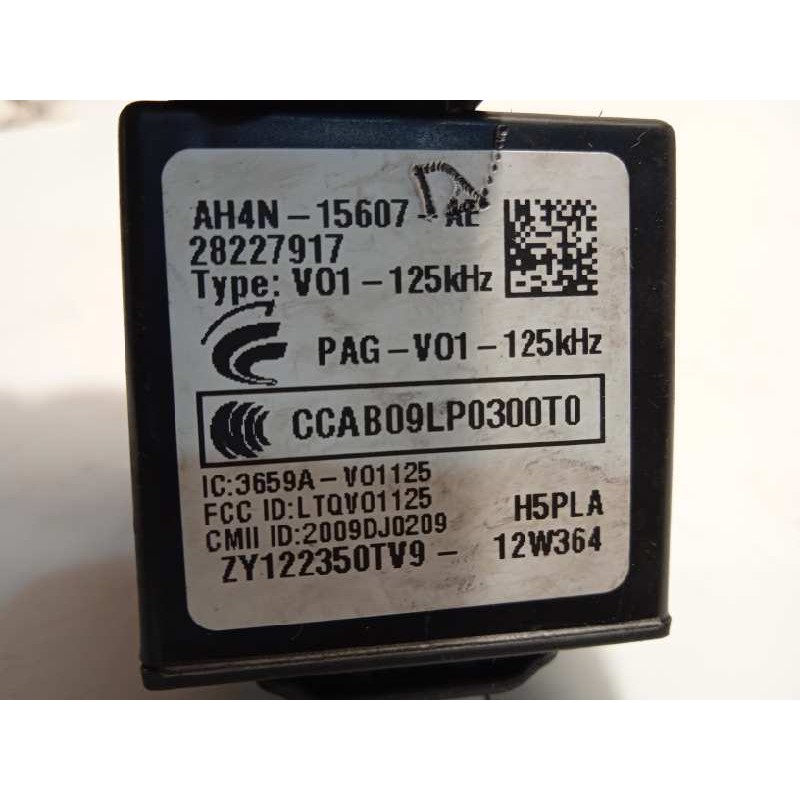 AH4N-15607-AE
28227917
Type: V01-125kHz
PAG-V01-125kHz
CCAB09LP0300T0
IC:3659A-V01125
FCC ID:LTQV01125
CMII ID:2009DJ0209
H5PLA
ZY122350TV9- 12W364